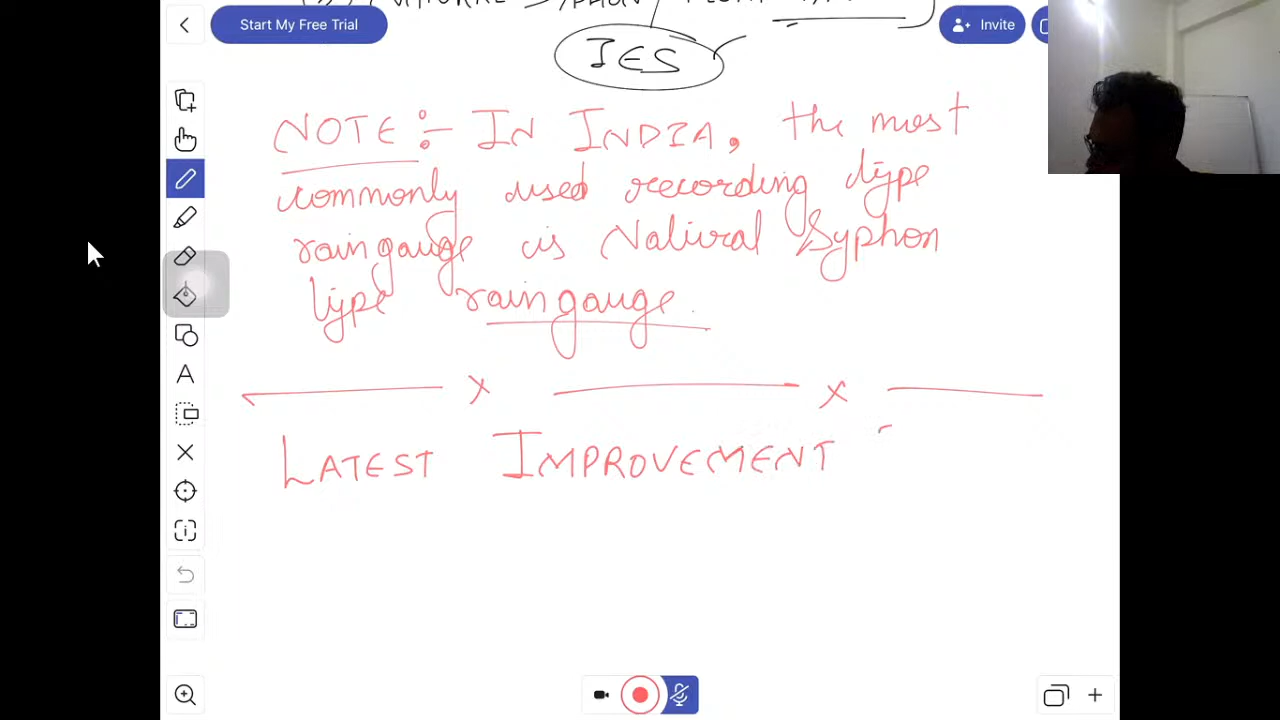 Start My Free Trial
Invite
IES
NOTE :- IN INDIA, the most
commonly used recording type
raingauge is Natural Syphon
type raingauge.
x x
LATEST IMPROVEMENT